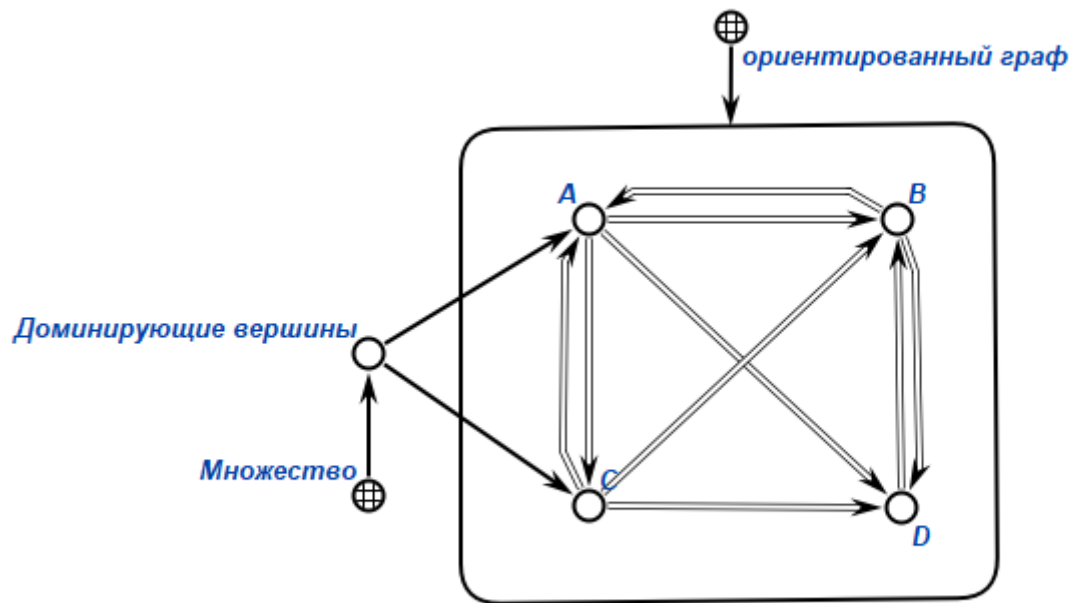 ориентированный граф
A
B
Доминирующие вершины
Множество
C
D